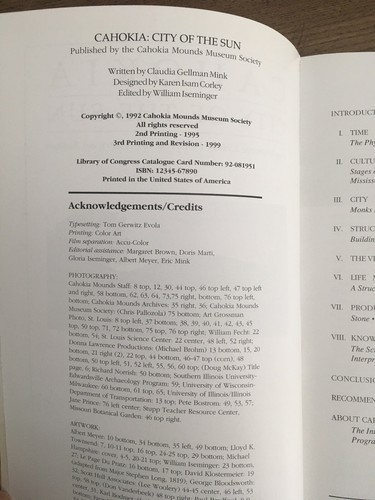 CAHOKIA: CITY OF THE SUN
Published by the Cahokia Mounds Museum Society
Written by Claudia Gellman Mink
Designed by Karen Isam Corley
Edited by William Iseminger
Copyright ©, 1992 Cahokia Mounds Museum Society
All rights reserved
2nd Printing - 1995
3rd Printing and Revision - 1999
Library of Congress Catalogue Card Number: 92-081951
ISBN: 12345-67890
Printed in the United States of America
Acknowledgements/Credits
Typesetting: Tom Gerwitz Evola
Printing: Color Art
Film separation: Accu-Color
Editorial assistance: Margaret Brown, Doris Marti,
Gloria Iseminger, Albert Meyer, Eric Mink
PHOTOGRAPHY:
Cahokia Mounds Staff: 8 top, 12, 30, 44 top, 46 top left, 47 top left
and right, 58 bottom, 62, 63, 64, 73,75 right, bottom, 76 top left,
bottom, Cahokia Mounds Archives: 35 right, 36; Cahokia Mounds
Museum Society: (Chris Pallozola) 75 bottom; Art Grossman
Photo, St. Louis: 8 top left, 37 bottom, 38, 39, 40, 41, 42, 43, 45
top, 50 top, 71, 72 bottom, 75 top, 76 top right; William Fecht: 22
bottom, 54; St. Louis Science Center: 22 center, 48 left, 52 right;
Donna Lawrence Productions: (Michael Brohm) 13 bottom, 15, 20
bottom, 21 right (2), 22 top, 44 bottom, 46-47 top (corn), 48
bottom, 50 top left, 51, 52 left, 55, 56, 60 top; (Doug McKay) Title
page, 6; Richard Norrish: 50 bottom; Southern Illinois University-
Edwardsville Archaeology Program: 59; University of Wisconsin-
Milwaukee: 60 bottom, 61 top, 65, University of Illinois/Illinois
Department of Transportation: 13 top; Pete Bostrom: 49, 53, 57;
Jane Prince: 76 left center; Stupp Teacher Resource Center,
Missouri Botanical Garden: 46 top right.
ARTWORK:
Albert Meyer: 10 bottom, 34 bottom, 35 left, 49 bottom; Lloyd K.
Townsend: 7, 10-11 top, 16 top, 24-25 top, 29 bottom; Michael
Hampshire: cover, 4-5, 20-21 top; William Iseminger: 23 bottom,
27; Le Page Du Pratz: 16 bottom, 17 top; David Klostermeier: 19
(adapted from Major Stephen Long, 1819); George Bloodsworth:
INTRODUCT
I. TIME
The Phy
II. CULTU
Stages o
Mississi
III. CITY
Monks
IV. STRUC
Building
V. THE V
VI. LIFE
A Struc
VII. PRODU
Stone •
VIII. KNOW
The Sci
Interpre
CONCLUSIO
RECOMMEN
ABOUT CAH
The Int
Progra